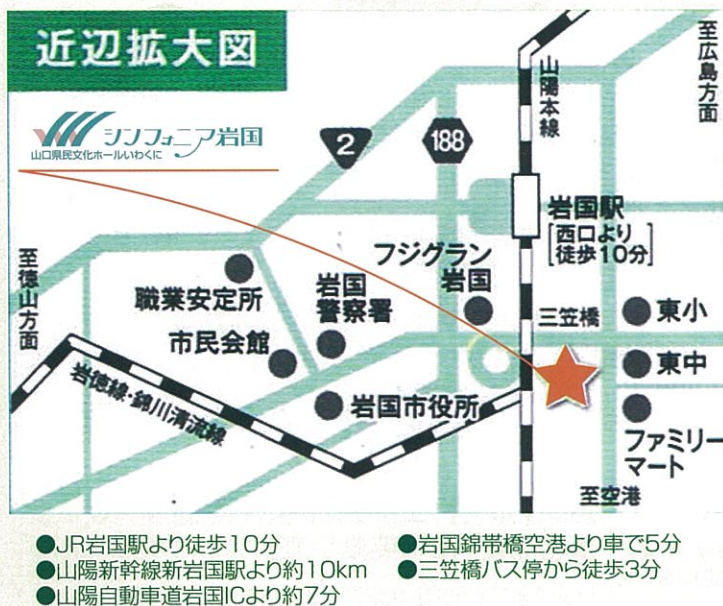 近辺拡大図
シンフォニア岩国
山口県民文化ホールいわくに
2
188
山陽本線
至広島方面
岩国駅
[西口より
徒歩10分]
至徳山方面
職業安定所
岩国
警察署
フジグラン
岩国
三笠橋
東小
市民会館
東中
岩徳線・錦川清流線
岩国市役所
ファミリー
マート
至空港
●JR岩国駅より徒歩10分
●山陽新幹線新岩国駅より約10km
●山陽自動車道岩国ICより約7分
●岩国錦帯橋空港より車で5分
●三笠橋バス停から徒歩3分